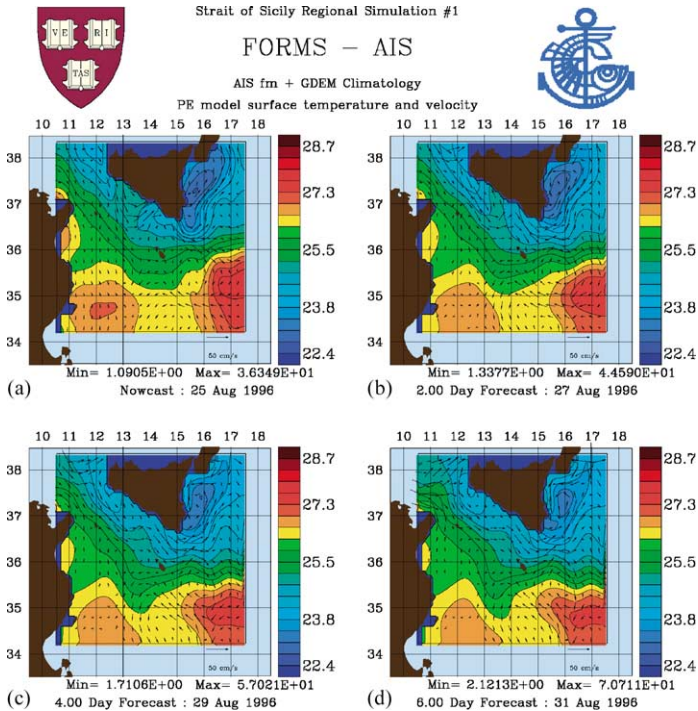 Strait of Sicily Regional Simulation #1
FORMS – AIS
AIS fm + GDEM Climatology
PE model surface temperature and velocity
VE RI
TAS
10 11 12 13 14 15 16 17 18
38
37
36
35
34
28.7
27.3
25.5
23.8
22.4
50 cm/s
(a)
Min= 1.0905E+00 Max= 3.6349E+01
Nowcast : 25 Aug 1996
10 11 12 13 14 15 16 17 18
38
37
36
35
34
28.7
27.3
25.5
23.8
22.4
50 cm/s
(b)
Min= 1.3377E+00 Max= 4.4590E+01
2.00 Day Forecast : 27 Aug 1996
10 11 12 13 14 15 16 17 18
38
37
36
35
34
28.7
27.3
25.5
23.8
22.4
50 cm/s
(c)
Min= 1.7106E+00 Max= 5.7021E+01
4.00 Day Forecast : 29 Aug 1996
10 11 12 13 14 15 16 17 18
38
37
36
35
34
28.7
27.3
25.5
23.8
22.4
50 cm/s
(d)
Min= 2.1213E+00 Max= 7.0711E+01
6.00 Day Forecast : 31 Aug 1996